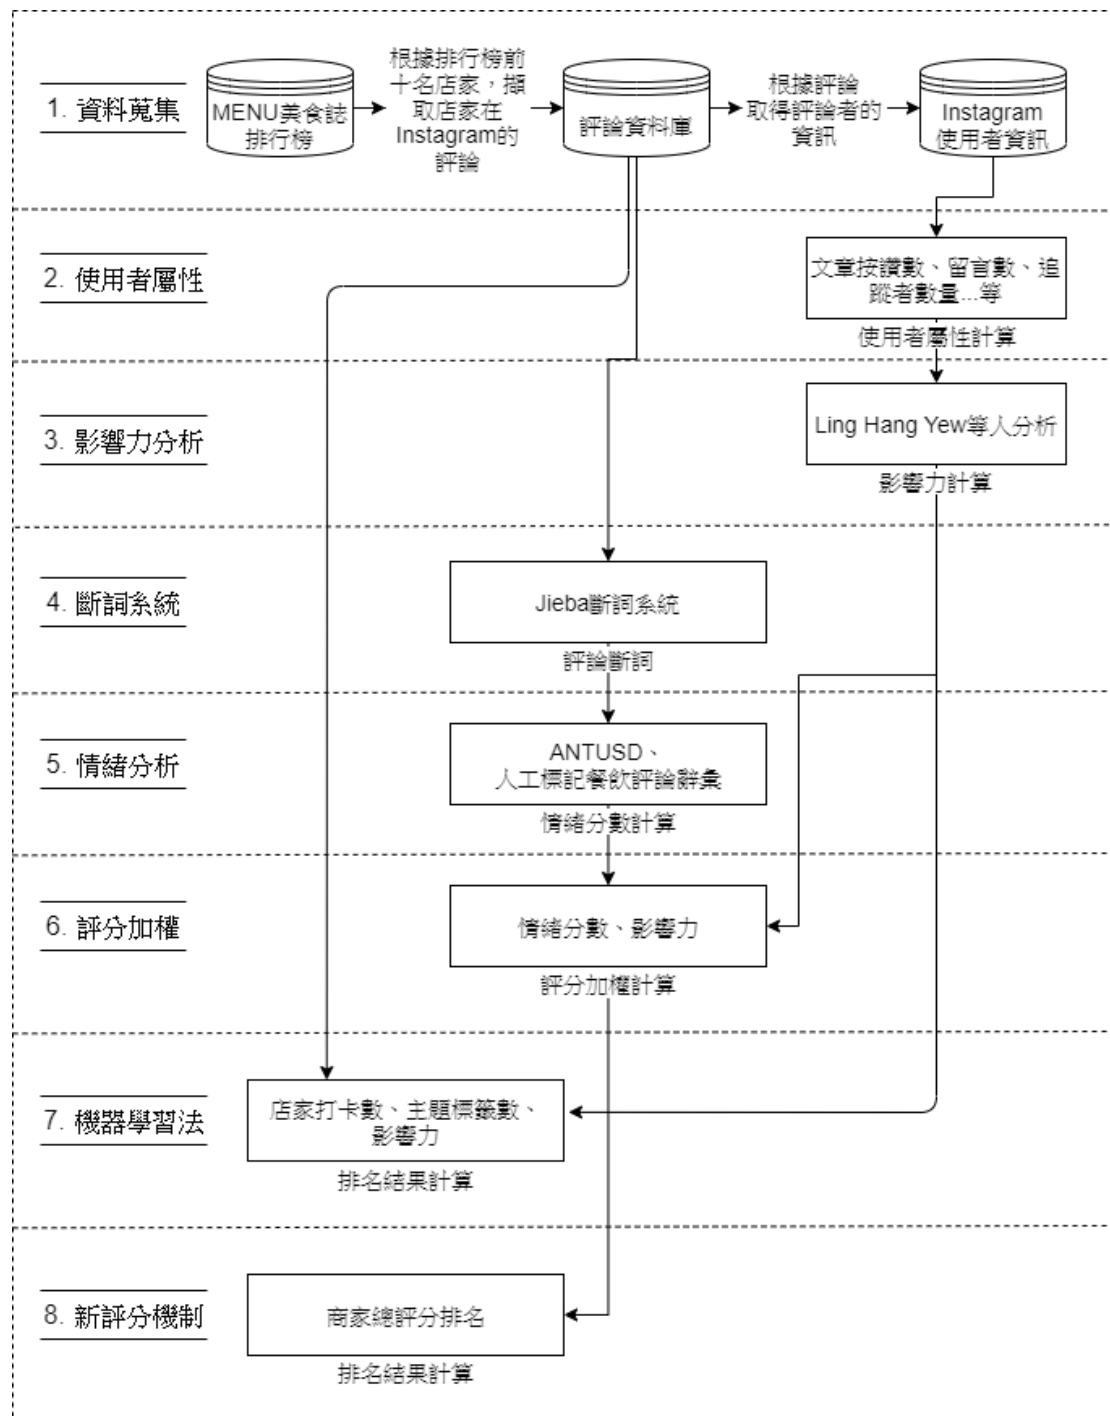 1. 資料蒐集
MENU美食誌
排行榜
根據排行榜前
十名店家，擷
取店家在
Instagram的
評論
評論資料庫
根據評論
取得評論者的
資訊
Instagram
使用者資訊
2. 使用者屬性
文章按讚數、留言數、追
蹤者數量...等
使用者屬性計算
3. 影響力分析
Ling Hang Yew等人分析
影響力計算
4. 斷詞系統
Jieba斷詞系統
評論斷詞
5. 情緒分析
ANTUSD、
人工標記餐飲評論辭彙
情緒分數計算
6. 評分加權
情緒分數、影響力
評分加權計算
7. 機器學習法
店家打卡數、主題標籤數、
影響力
排名結果計算
8. 新評分機制
商家總評分排名
排名結果計算